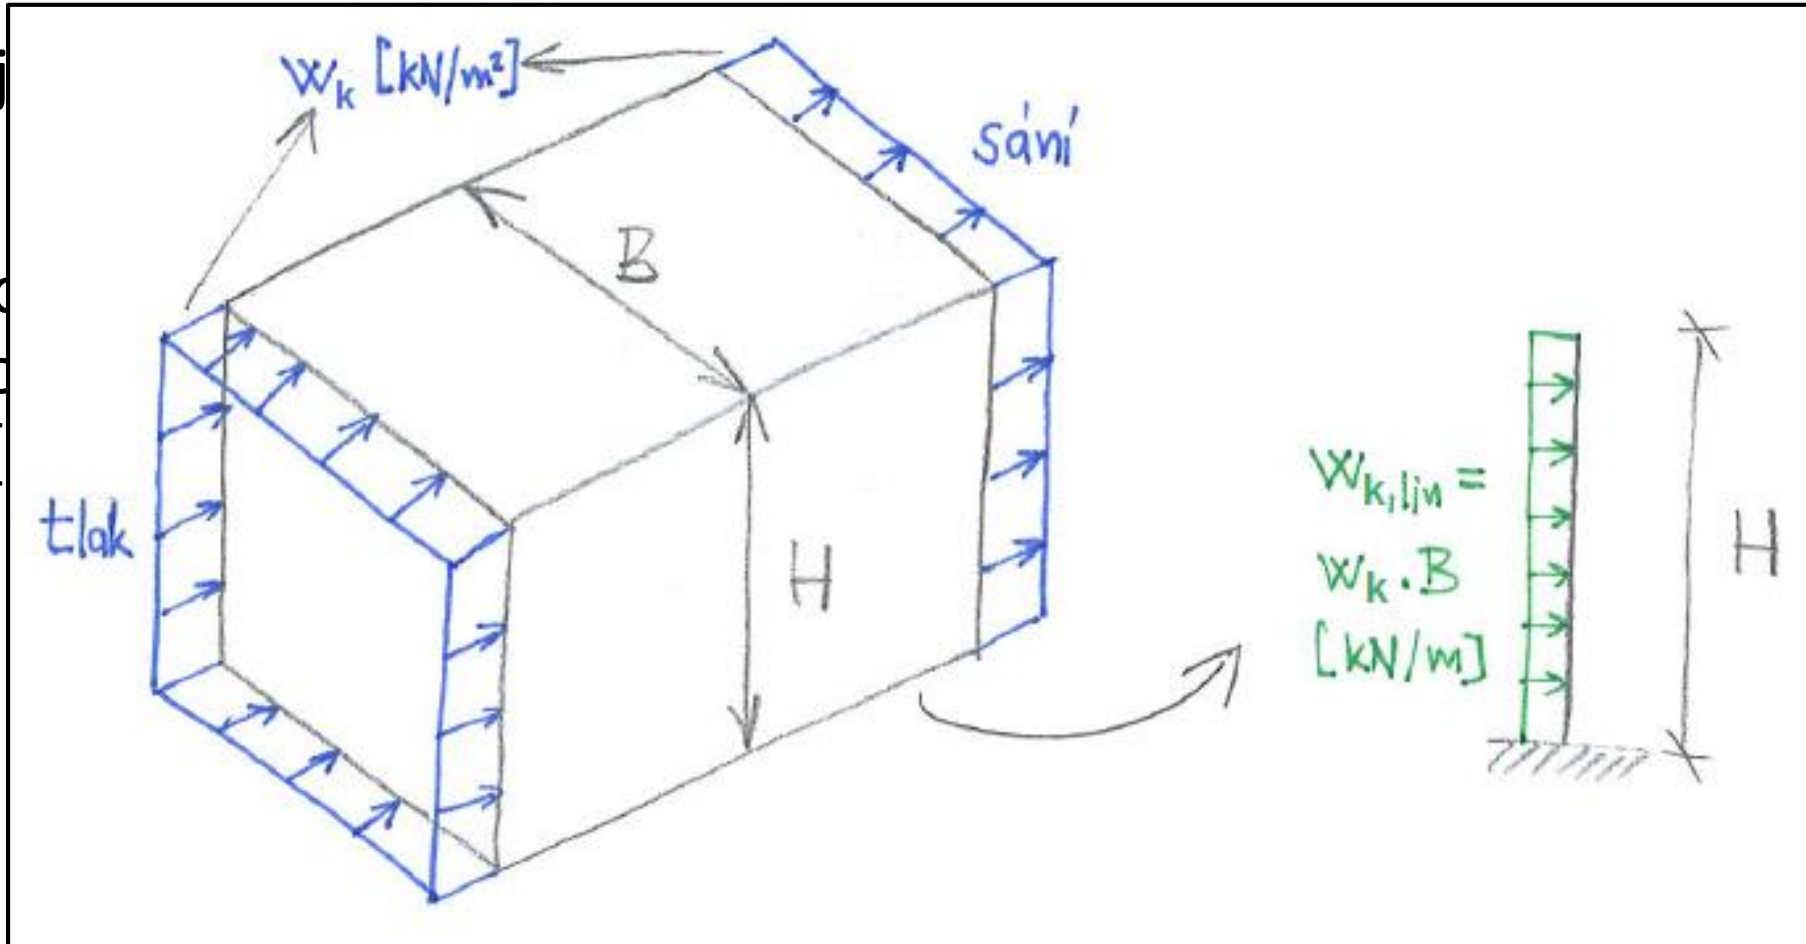 w_k [kN/m²]
sání
B
tlak
H
w_k,lin =
w_k · B
[kN/m]
H